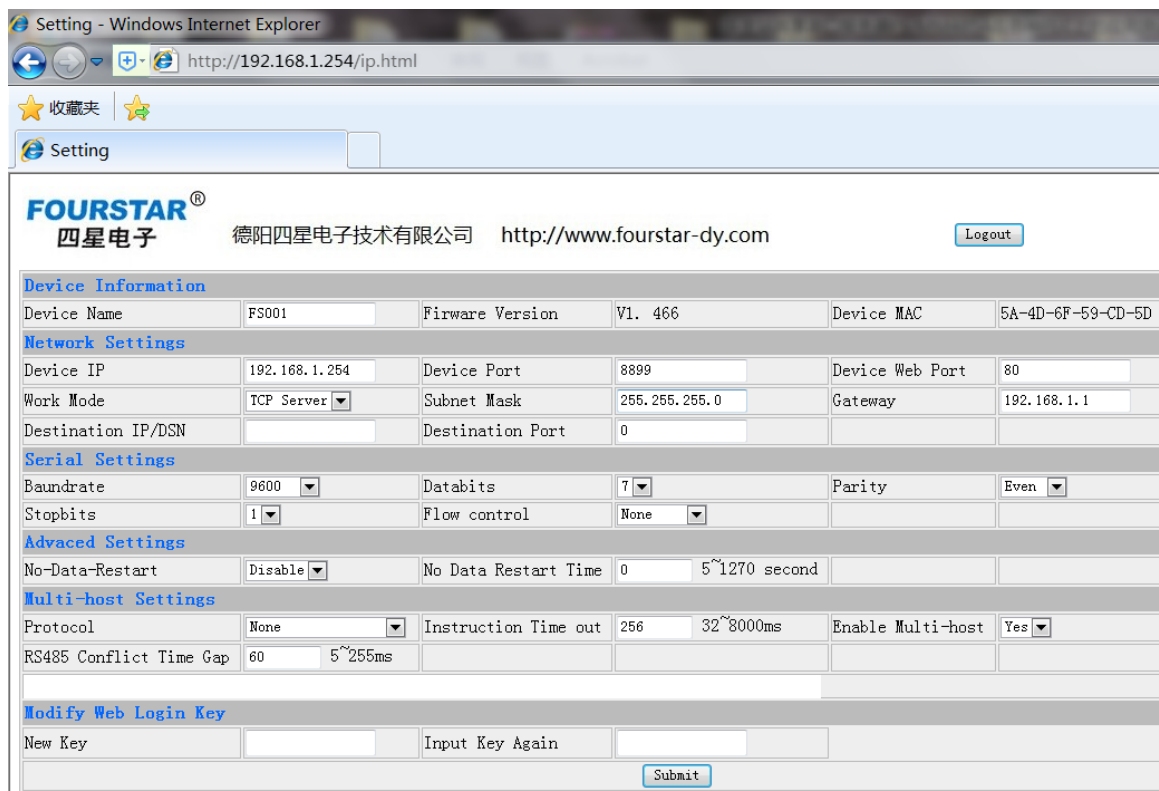 Setting - Windows Internet Explorer
http://192.168.1.254/ip.html
收藏夹
Setting
FOURSTAR®
四星电子 德阳四星电子技术有限公司 http://www.fourstar-dy.com Logout
Device Information
Device Name FS001 Firware Version V1. 466 Device MAC 5A-4D-6F-59-CD-5D
Network Settings
Device IP 192.168.1.254 Device Port 8899 Device Web Port 80
Work Mode TCP Server Subnet Mask 255.255.255.0 Gateway 192.168.1.1
Destination IP/DSN Destination Port 0
Serial Settings
Baundrate 9600 Databits 7 Parity Even
Stopbits 1 Flow control None
Advaced Settings
No-Data-Restart Disable No Data Restart Time 0 5~1270 second
Multi-host Settings
Protocol None Instruction Time out 256 32~8000ms Enable Multi-host Yes
RS485 Conflict Time Gap 60 5~255ms
Modify Web Login Key
New Key Input Key Again
Submit